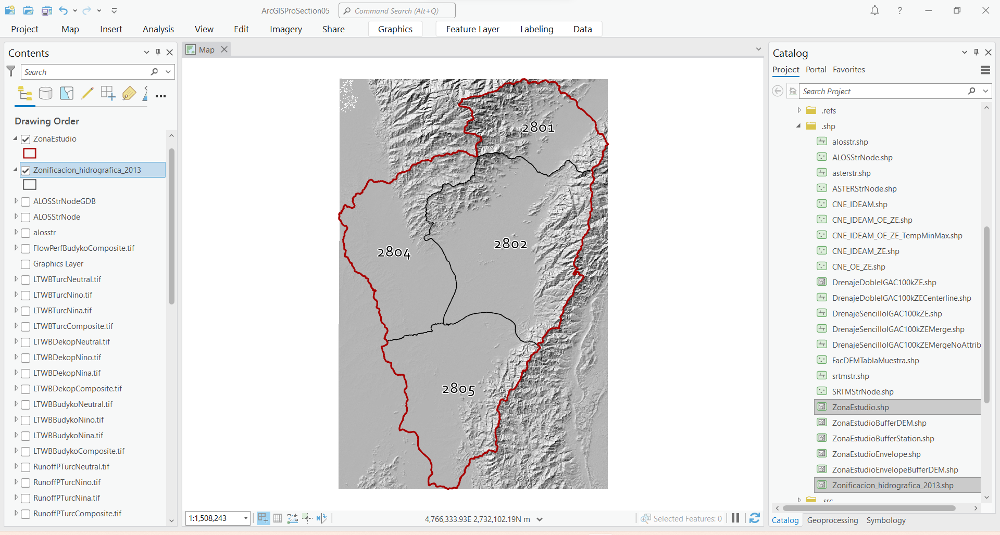 ArcGISProSection05
Command Search (Alt+Q)
Project Map Insert Analysis View Edit Imagery Share Graphics Feature Layer Labeling Data
Contents
Search
Drawing Order
ZonaEstudio
Zonificacion_hidrografica_2013
ALOSStrNodeGDB
ALOSStrNode
alosstr
FlowPerfBudykoComposite.tif
Graphics Layer
LTWBTurcNeutral.tif
LTWBTurcNino.tif
LTWBTurcNina.tif
LTWBTurcComposite.tif
LTWBDekopNeutral.tif
LTWBDekopNino.tif
LTWBDekopNina.tif
LTWBDekopComposite.tif
LTWBBudykoNeutral.tif
LTWBBudykoNino.tif
LTWBBudykoNina.tif
LTWBBudykoComposite.tif
RunoffPTurcNeutral.tif
RunoffPTurcNino.tif
RunoffPTurcNina.tif
RunoffPTurcComposite.tif
Map
2801
2802
2804
2805
1:1,508,243
4,766,333.93E 2,732,102.19N m
Selected Features: 0
Catalog
Project Portal Favorites
Search Project
.refs
.shp
alosstr.shp
ALOSStrNode.shp
asterstr.shp
ASTERStrNode.shp
CNE_IDEAM.shp
CNE_IDEAM_OE_ZE.shp
CNE_IDEAM_OE_ZE_TempMinMax.shp
CNE_IDEAM_ZE.shp
CNE_OE_ZE.shp
DrenajeDobleIGAC100kZE.shp
DrenajeDobleIGAC100kZECenterline.shp
DrenajeSencilloIGAC100kZE.shp
DrenajeSencilloIGAC100kZEMerge.shp
DrenajeSencilloIGAC100kZEMergeNoAttrib
FacDEMTablaMuestra.shp
srtmstr.shp
SRTMStrNode.shp
ZonaEstudio.shp
ZonaEstudioBufferDEM.shp
ZonaEstudioBufferStation.shp
ZonaEstudioEnvelope.shp
ZonaEstudioEnvelopeBufferDEM.shp
Zonificacion_hidrografica_2013.shp
.src
Catalog Geoprocessing Symbology